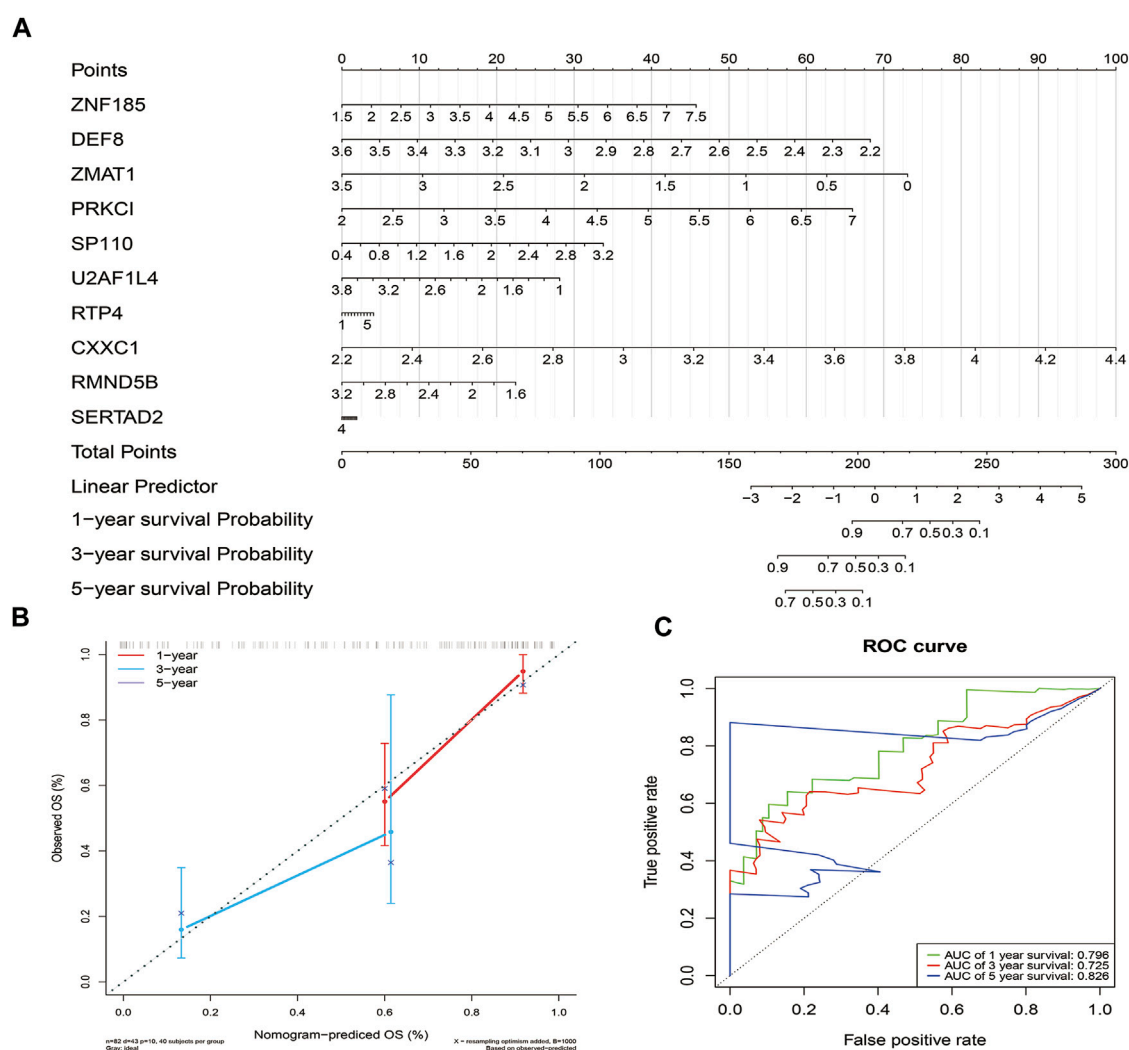 A
Points
0 10 20 30 40 50 60 70 80 90 100
ZNF185
1.5 2 2.5 3 3.5 4 4.5 5 5.5 6 6.5 7 7.5
DEF8
3.6 3.5 3.4 3.3 3.2 3.1 3 2.9 2.8 2.7 2.6 2.5 2.4 2.3 2.2
ZMAT1
3.5 3 2.5 2 1.5 1 0.5 0
PRKCI
2 2.5 3 3.5 4 4.5 5 5.5 6 6.5 7
SP110
0.4 0.8 1.2 1.6 2 2.4 2.8 3.2
U2AF1L4
3.8 3.2 2.6 2 1.6 1
RTP4
1 5
CXXC1
2.2 2.4 2.6 2.8 3 3.2 3.4 3.6 3.8 4 4.2 4.4
RMND5B
3.2 2.8 2.4 2 1.6
SERTAD2
4
Total Points
0 50 100 150 200 250 300
Linear Predictor
−3 −2 −1 0 1 2 3 4 5
1−year survival Probability
0.9 0.7 0.5 0.3 0.1
3−year survival Probability
0.9 0.7 0.5 0.3 0.1
5−year survival Probability
0.7 0.5 0.3 0.1
B
1−year
3−year
5−year
Observed OS (%)
1.0
0.8
0.6
0.4
0.2
0.0
0.0 0.2 0.4 0.6 0.8 1.0
Nomogram−prediced OS (%)
n=82 d=43 p=10, 40 subjects per group
Gray: ideal
X − resampling optimism added, B=1000
Based on observed−predicted
C
ROC curve
True positive rate
1.0
0.8
0.6
0.4
0.2
0.0
AUC of 1 year survival: 0.796
AUC of 3 year survival: 0.725
AUC of 5 year survival: 0.826
0.0 0.2 0.4 0.6 0.8 1.0
False positive rate